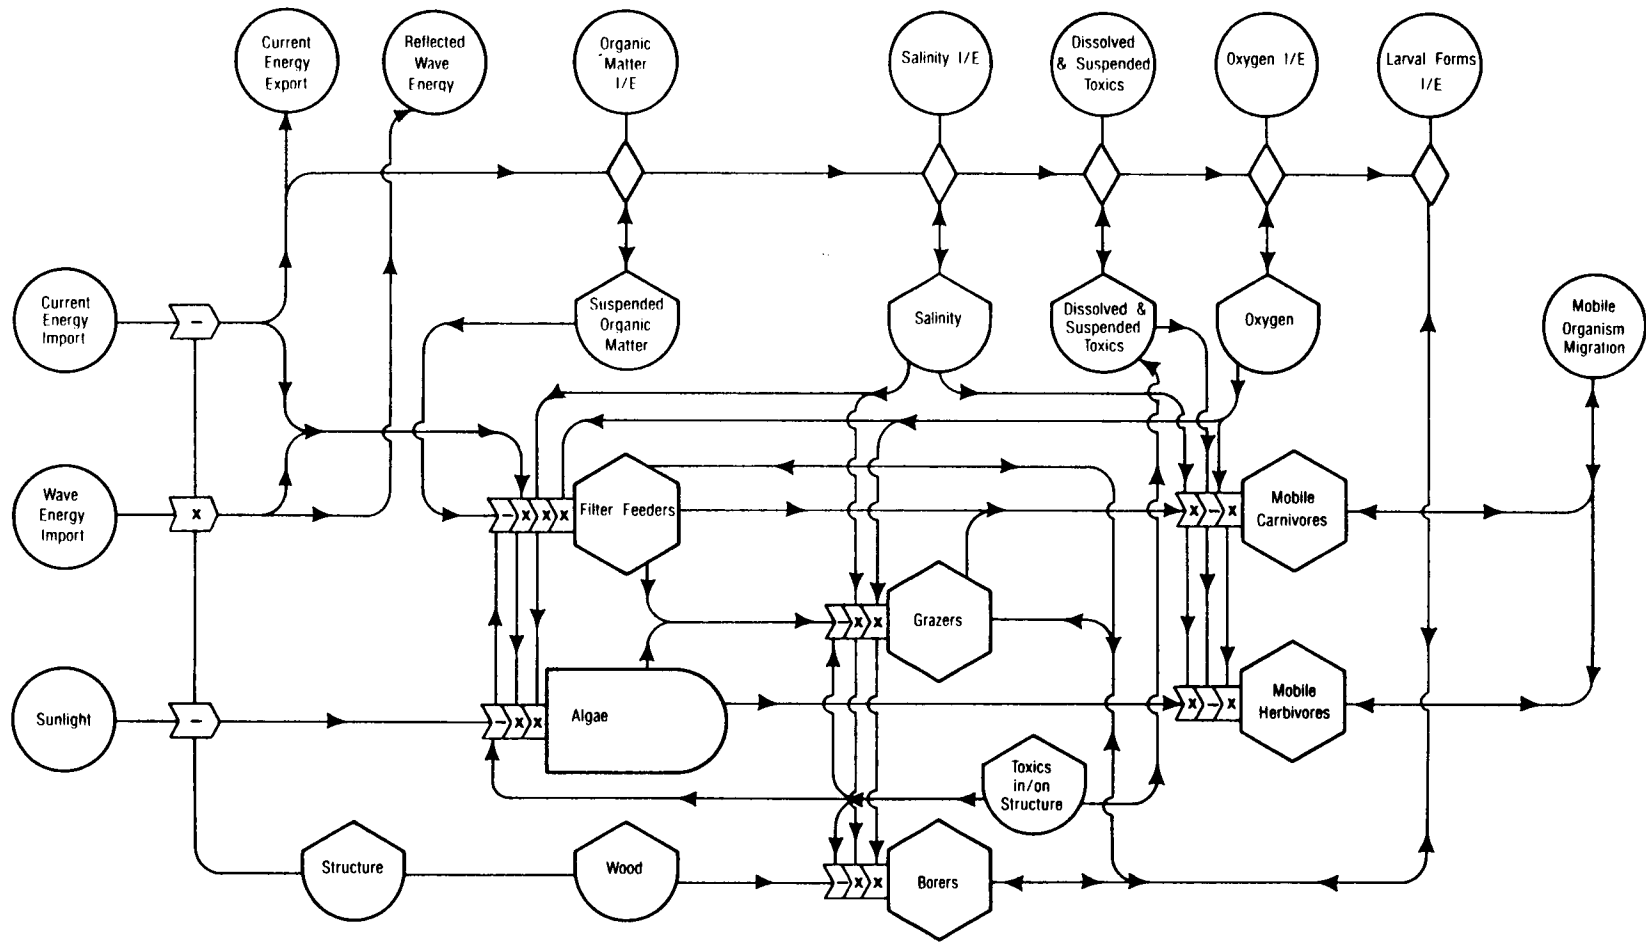 Current
Energy
Export
Reflected
Wave
Energy
Organic
Matter
I/E
Salinity I/E
Dissolved
& Suspended
Toxics
Oxygen I/E
Larval Forms
I/E
Current
Energy
Import
-
Suspended
Organic
Matter
Salinity
Dissolved &
Suspended
Toxics
Oxygen
Mobile
Organism
Migration
Wave
Energy
Import
x
- x x x
Filter Feeders
x - x
Mobile
Carnivores
- x x
Grazers
Sunlight
-
- x x
Algae
x - x
Mobile
Herbivores
Toxics
in/on
Structure
Structure
Wood
- x x
Borers